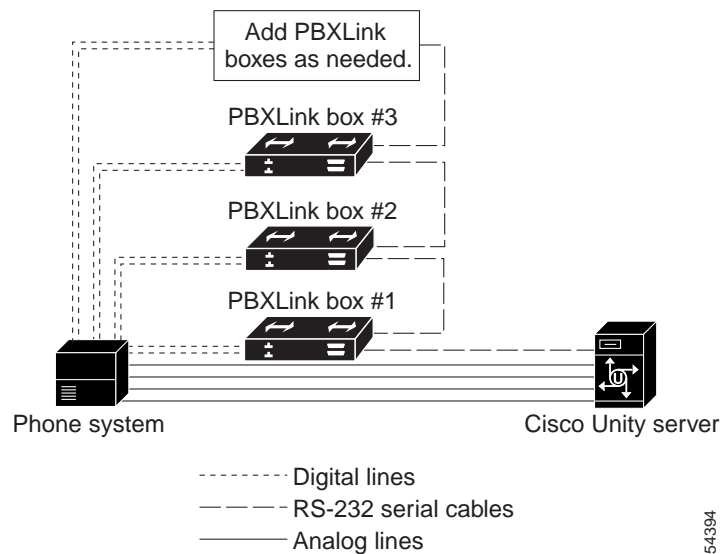 Add PBXLink
boxes as needed.
PBXLink box #3
PBXLink box #2
PBXLink box #1
U
Phone system
Cisco Unity server
Digital lines
RS-232 serial cables
Analog lines
54394